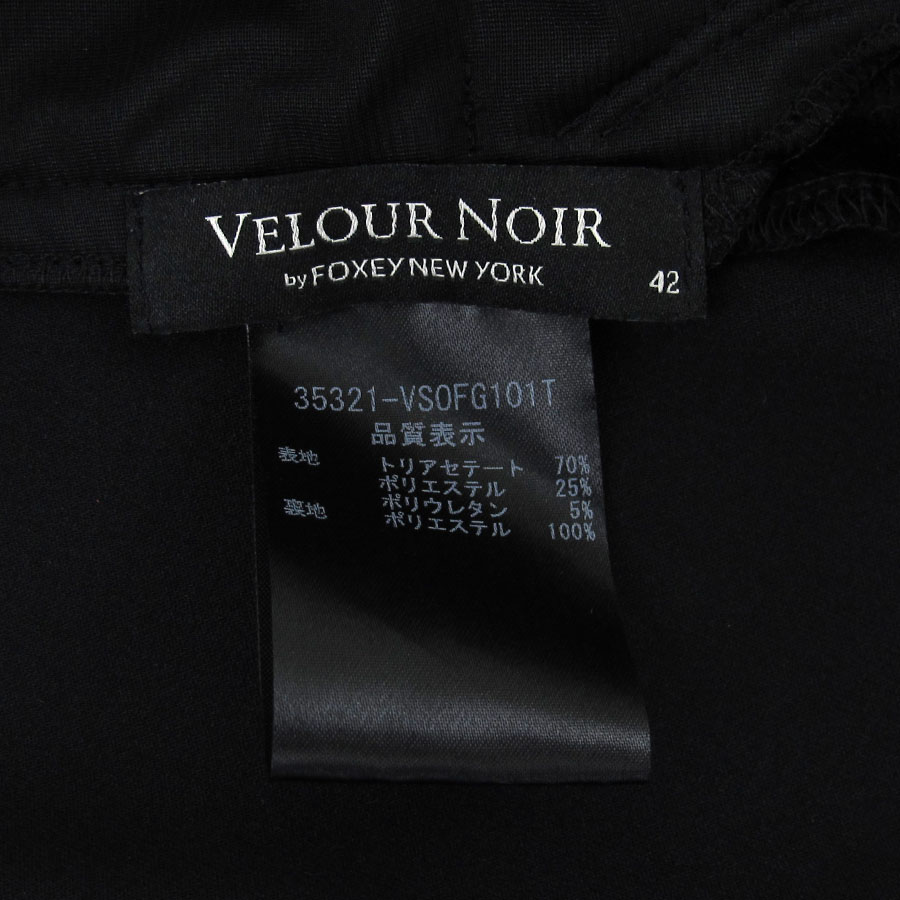 VELOUR NOIR
by FOXEY NEW YORK
42
35321-VSOFG101T
品質表示
表地 トリアセテート 70%
ポリエステル 25%
ポリウレタン 5%
裏地 ポリエステル 100%